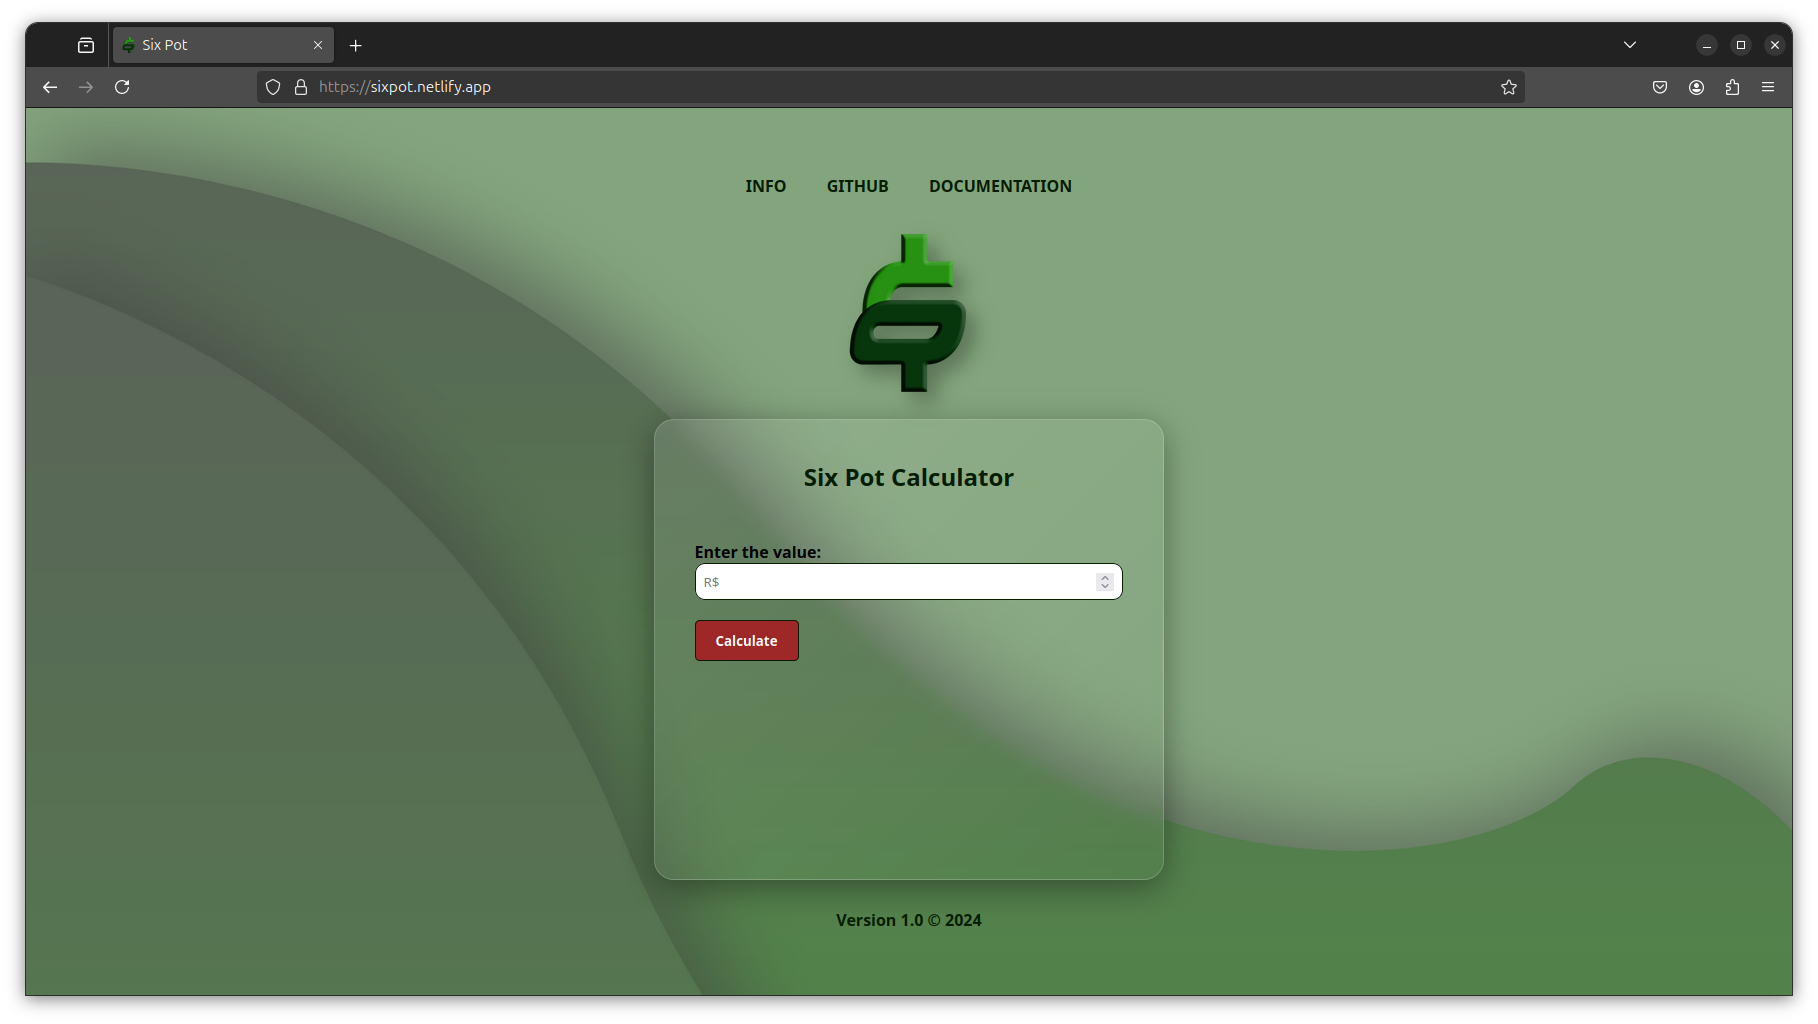 Six Pot
https://sixpot.netlify.app
INFO GITHUB DOCUMENTATION
Six Pot Calculator
Enter the value:
R$
Calculate
Version 1.0 © 2024